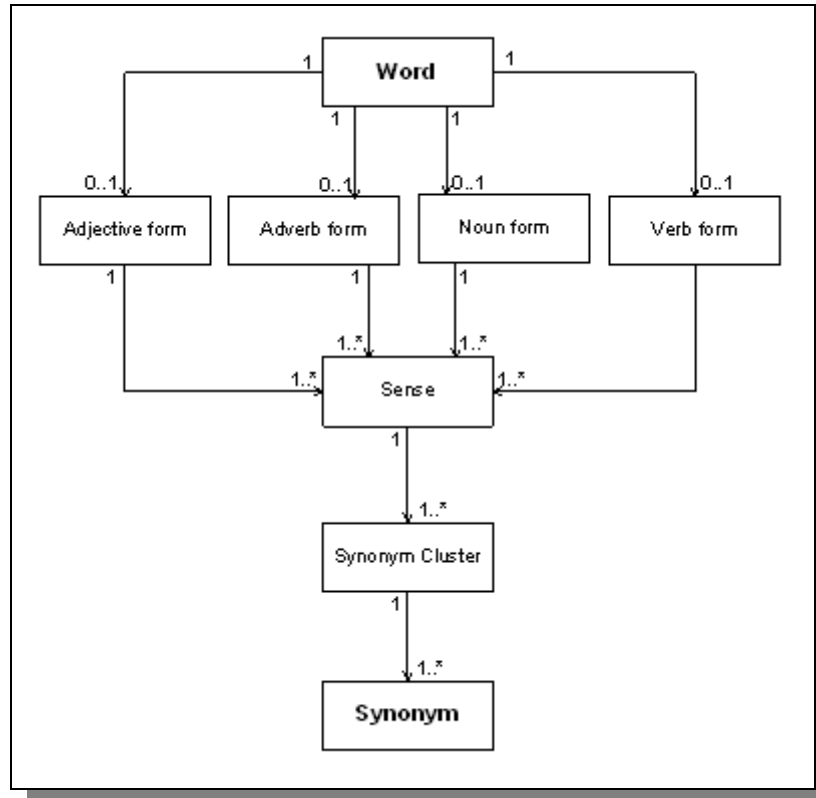 1
Word
1
1
1
0..1
0..1
0..1
0..1
Adjective form
Adverb form
Noun form
Verb form
1
1
1
1..*
1..*
1..*
Sense
1..*
1
1..*
Synonym Cluster
1
1..*
Synonym